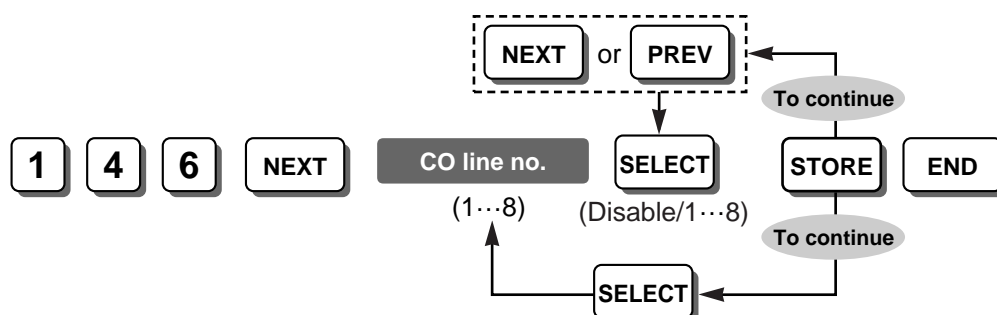 NEXT or PREV
To continue
1 4 6 NEXT CO line no. SELECT STORE END
(1···8) (Disable/1···8)
To continue
SELECT